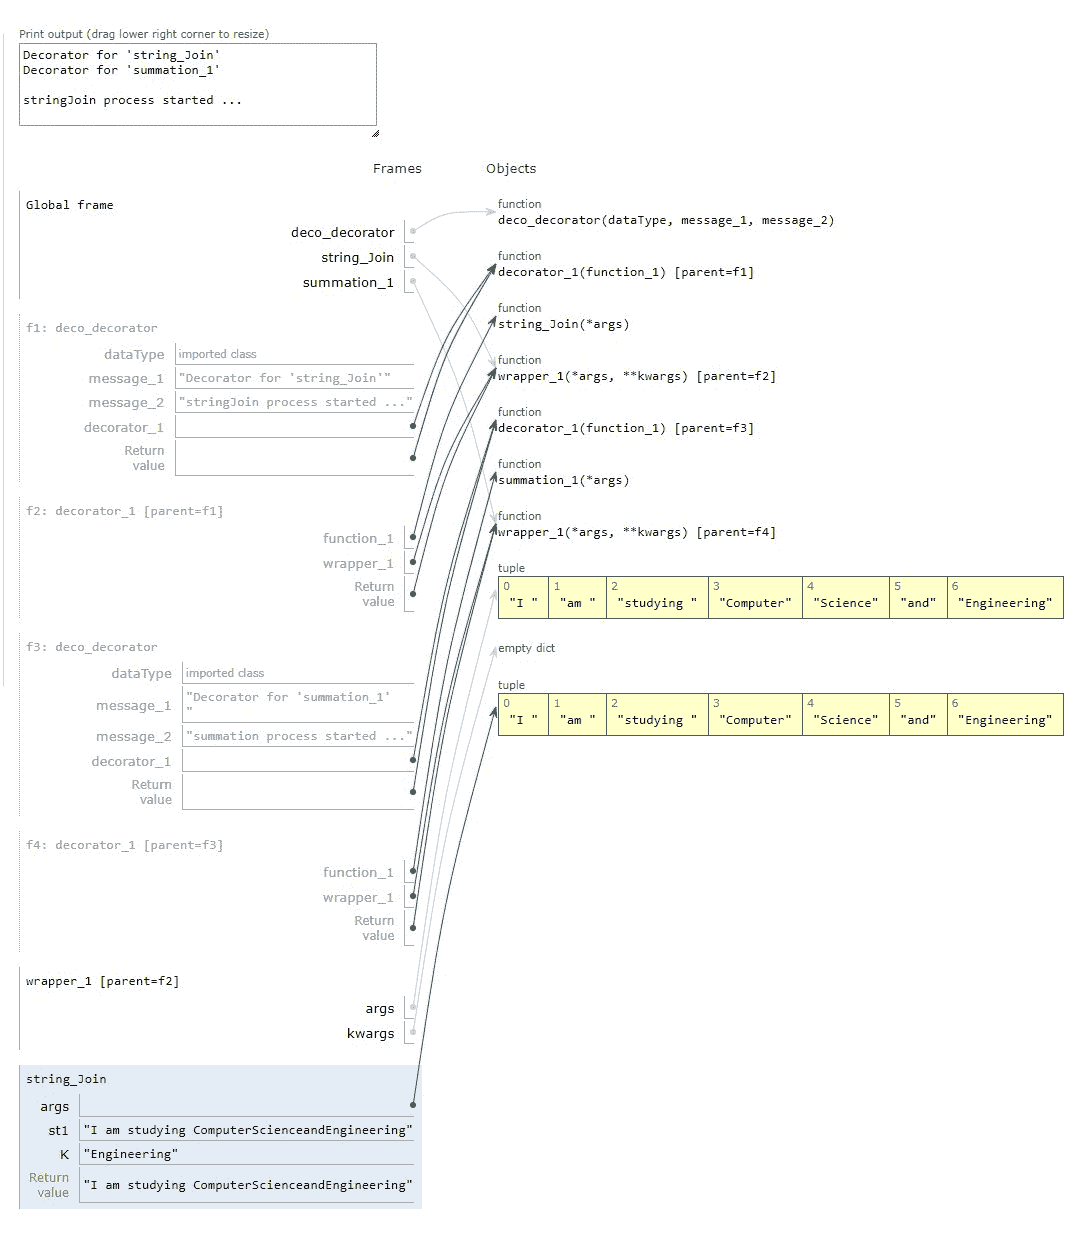 Print output (drag lower right corner to resize)
Decorator for 'string_Join'
Decorator for 'summation_1'
stringJoin process started ...
Frames
Objects
Global frame
deco_decorator
string_Join
summation_1
f1: deco_decorator
dataType
imported class
message_1
"Decorator for 'string_Join'"
message_2
"stringJoin process started ..."
decorator_1
Return
value
f2: decorator_1 [parent=f1]
function_1
wrapper_1
Return
value
f3: deco_decorator
dataType
imported class
message_1
"Decorator for 'summation_1'
"
message_2
"summation process started ..."
decorator_1
Return
value
f4: decorator_1 [parent=f3]
function_1
wrapper_1
Return
value
wrapper_1 [parent=f2]
args
kwargs
string_Join
args
st1
"I am studying ComputerScienceandEngineering"
K
"Engineering"
Return
value
"I am studying ComputerScienceandEngineering"
function
deco_decorator(dataType, message_1, message_2)
function
decorator_1(function_1) [parent=f1]
function
string_Join(*args)
function
wrapper_1(*args, **kwargs) [parent=f2]
function
decorator_1(function_1) [parent=f3]
function
summation_1(*args)
function
wrapper_1(*args, **kwargs) [parent=f4]
tuple
0 1 2 3 4 5 6
"I " "am " "studying " "Computer" "Science" "and" "Engineering"
empty dict
tuple
0 1 2 3 4 5 6
"I " "am " "studying " "Computer" "Science" "and" "Engineering"